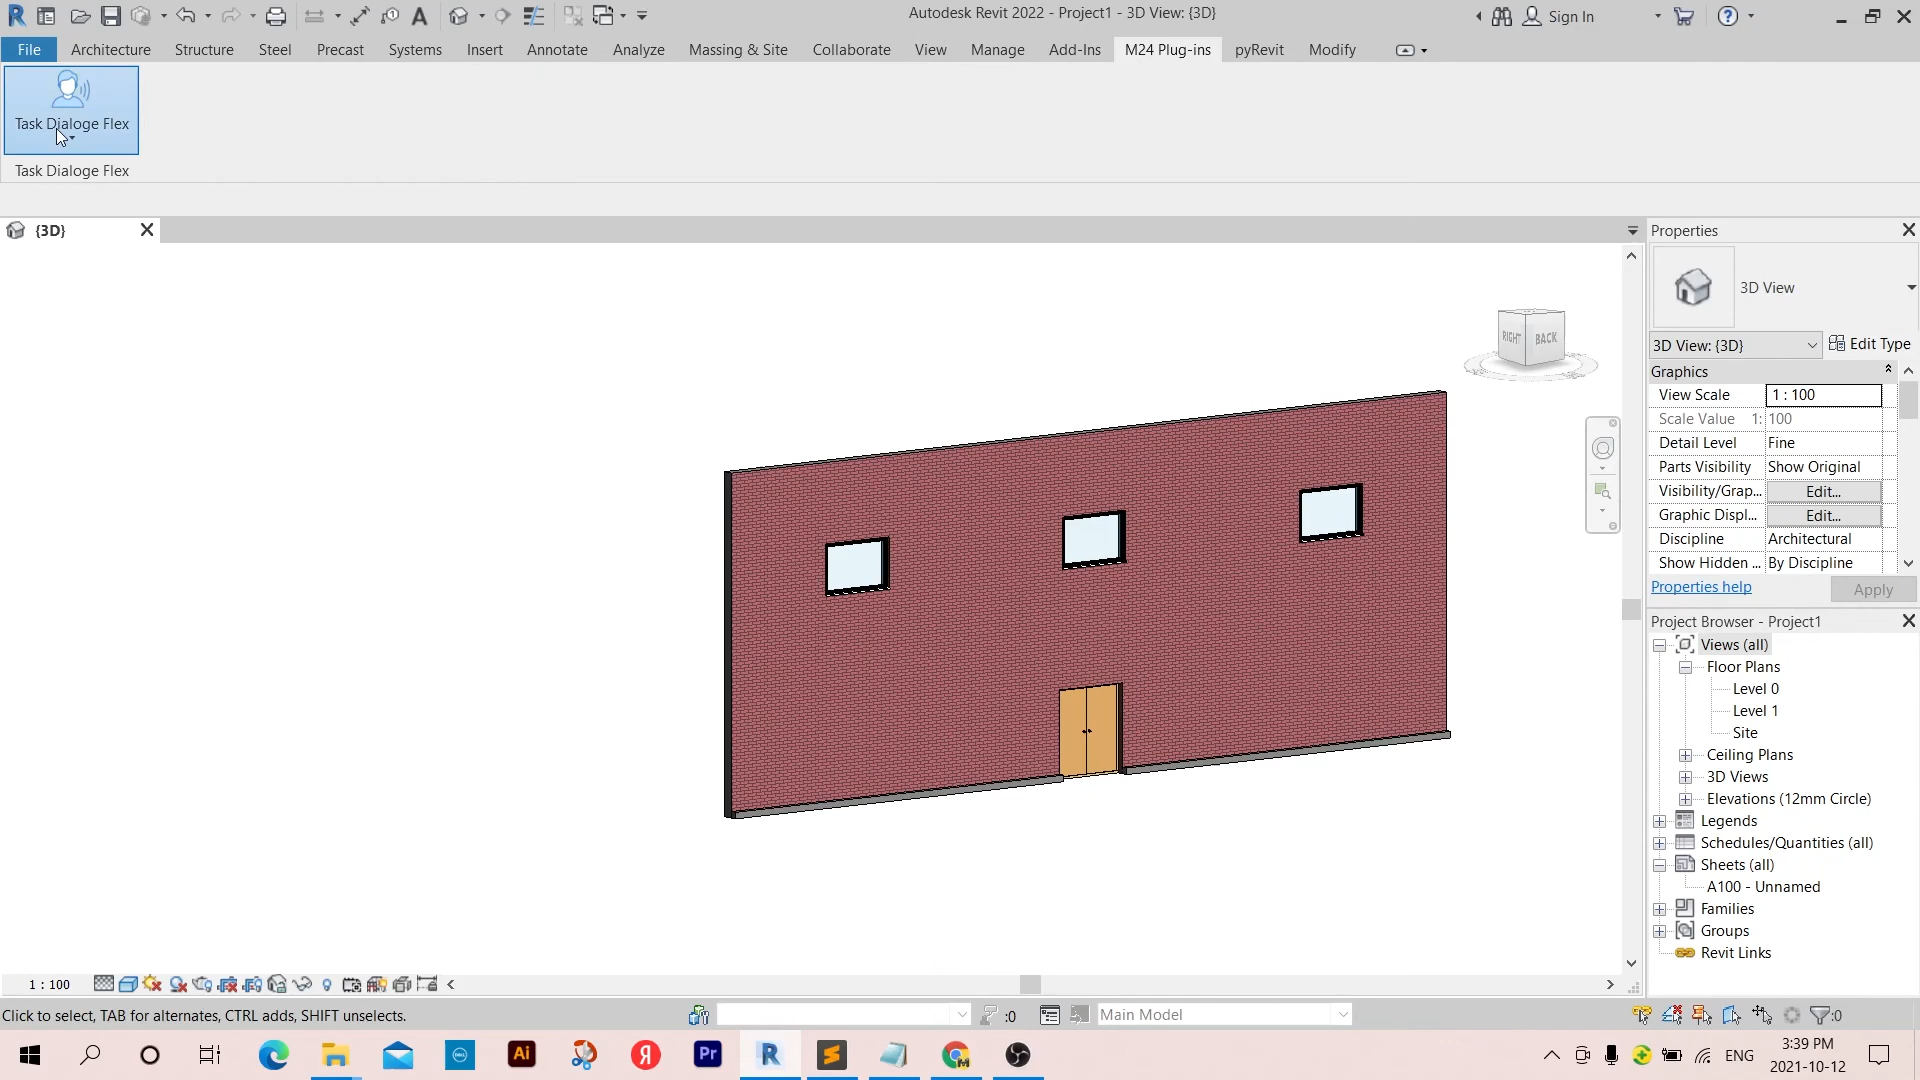 Autodesk Revit 2022 - Project1 - 3D View: {3D}
Sign In
File Architecture Structure Steel Precast Systems Insert Annotate Analyze Massing & Site Collaborate View Manage Add-Ins M24 Plug-ins pyRevit Modify
Task Dialoge Flex
Task Dialoge Flex
{3D}
RIGHT BACK
Properties
3D View
3D View: {3D} Edit Type
Graphics
View Scale 1 : 100
Scale Value 1: 100
Detail Level Fine
Parts Visibility Show Original
Visibility/Grap... Edit...
Graphic Displ... Edit...
Discipline Architectural
Show Hidden ... By Discipline
Properties help Apply
Project Browser - Project1
Views (all)
Floor Plans
Level 0
Level 1
Site
Ceiling Plans
3D Views
Elevations (12mm Circle)
Legends
Schedules/Quantities (all)
Sheets (all)
A100 - Unnamed
Families
Groups
Revit Links
1 : 100
Click to select, TAB for alternates, CTRL adds, SHIFT unselects.
:0
Main Model
:0
Ai
Я
Pr
R
ENG
3:39 PM
2021-10-12